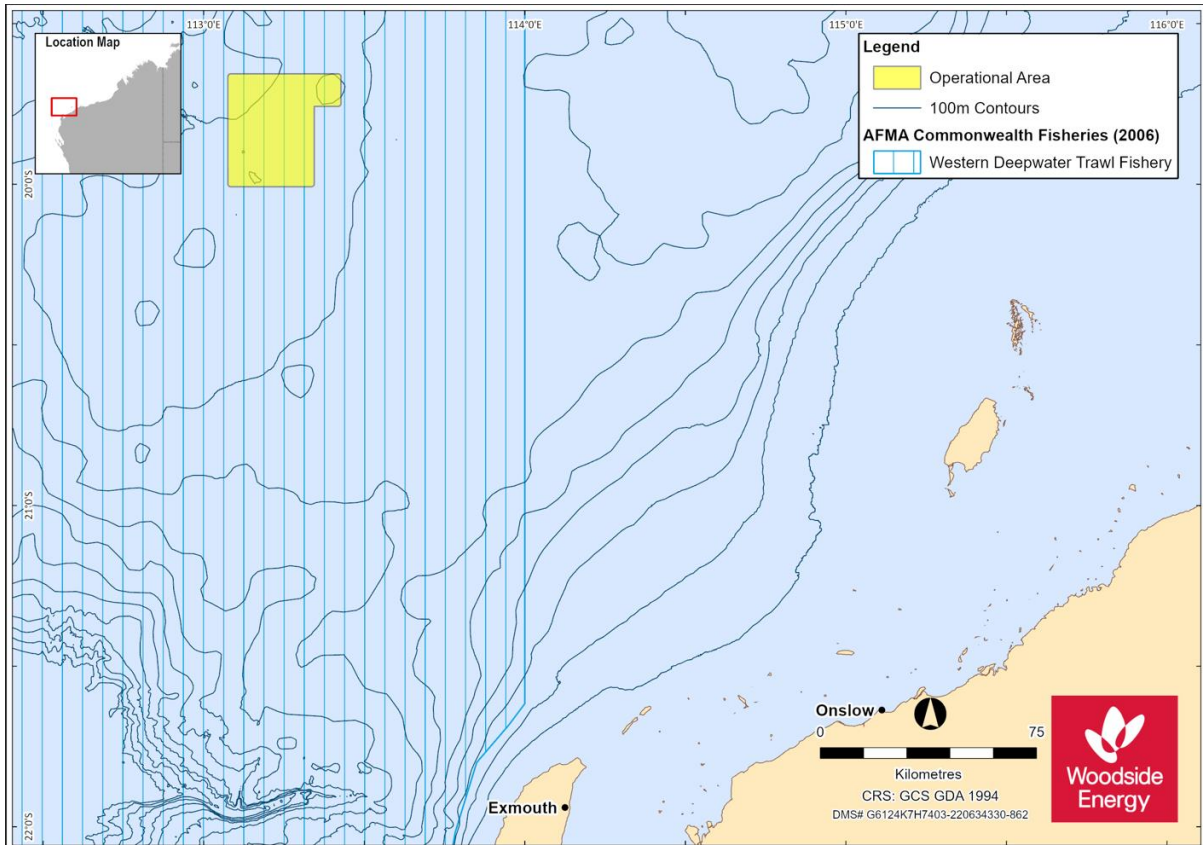 113°0'E
114°0'E
115°0'E
116°0'E
Location Map
Legend
Operational Area
100m Contours
AFMA Commonwealth Fisheries (2006)
Western Deepwater Trawl Fishery
20°0'S
21°0'S
22°0'S
Onslow
0
75
Kilometres
CRS: GCS GDA 1994
DMS# G6124K7H7403-220634330-862
Exmouth
Woodside
Energy